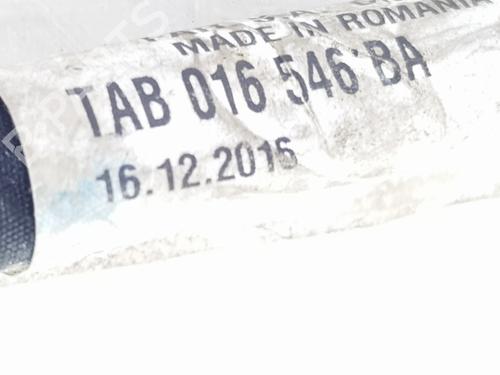 MADE IN ROMANIA
TAB 016 546 BA
16.12.2016